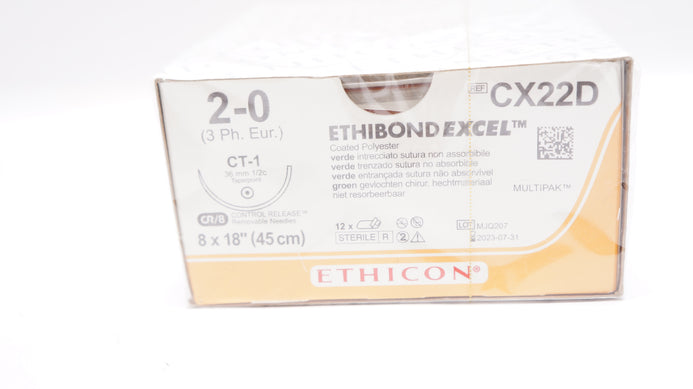 2-0
(3 Ph. Eur.)
CT-1
36 mm 1/2c
Taperpoint
CR/8 CONTROL RELEASE™
Removable Needles
8 x 18" (45 cm)
REF CX22D
ETHIBOND EXCEL™
Coated Polyester
verde intrecciato sutura non assorbibile
verde trenzado sutura no absorbible
verde entrançada sutura não absorvível
groen gevlochten chirur. hechtmateriaal
niet resorbeerbaar
MULTIPAK™
12 x
STERILE R 2
LOT MJQ207
2023-07-31
ETHICON®